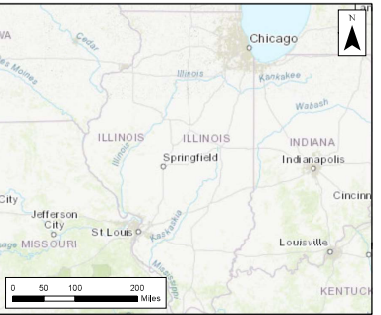 N
Chicago
Cedar
Des Moines
Illinois
Kankakee
Wabash
ILLINOIS
ILLINOIS
Illinois
INDIANA
Springfield
Indianapolis
City
Jefferson
City
Cincinn
St Louis
Kaskaskia
Louisville
MISSOURI
Mississippi
KENTUCK
0 50 100 200
Miles